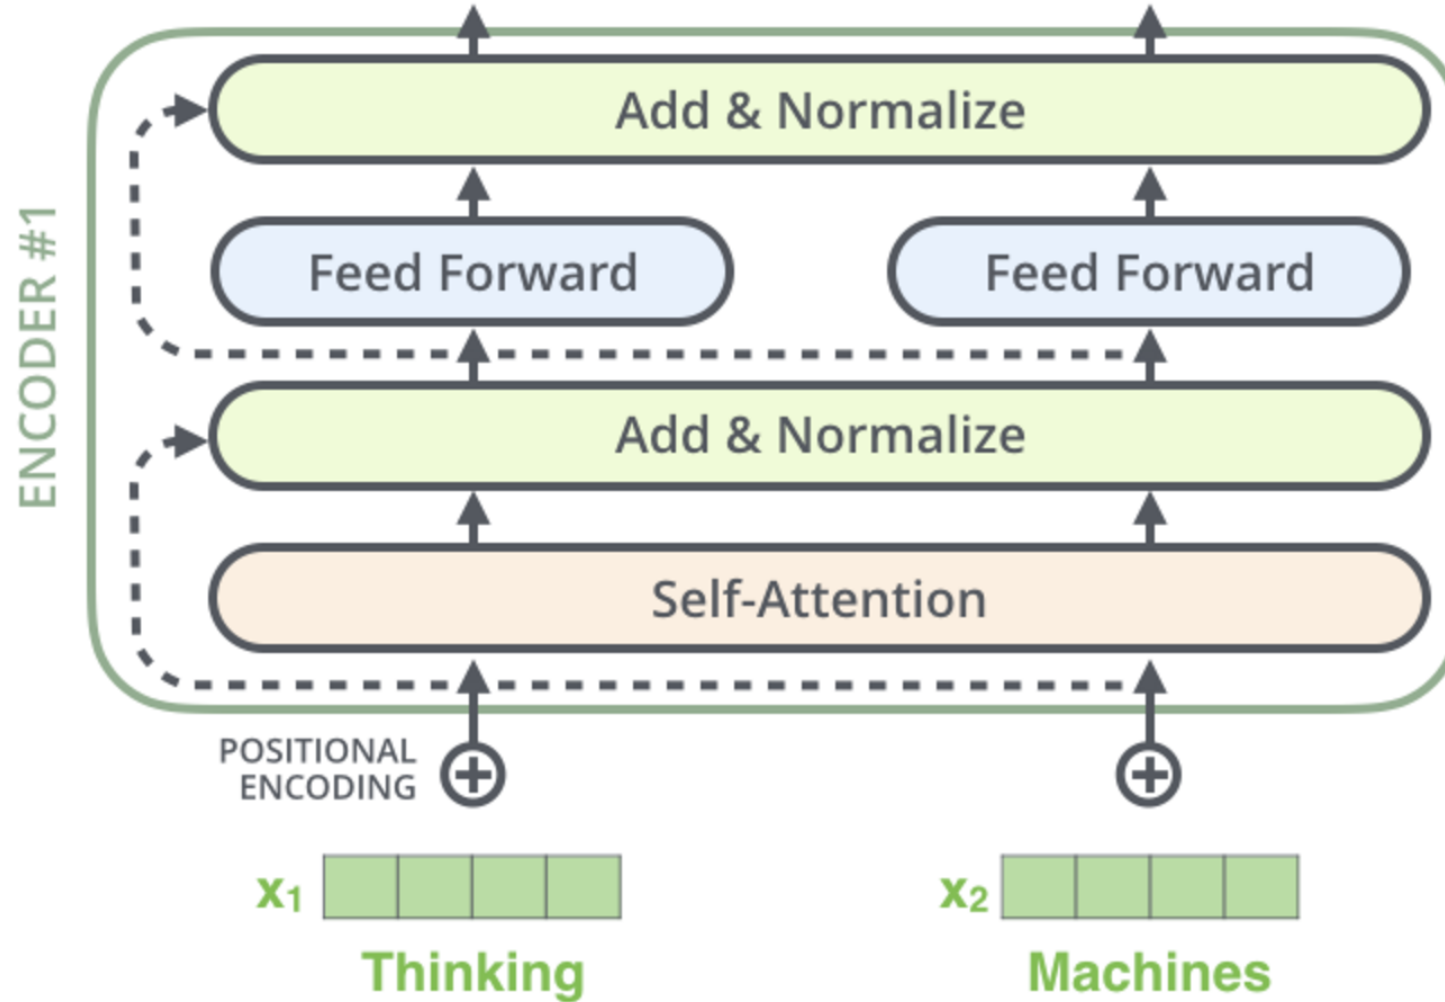 ENCODER #1
Add & Normalize
Feed Forward
Feed Forward
Add & Normalize
Self-Attention
POSITIONAL
ENCODING
x1
x2
Thinking
Machines